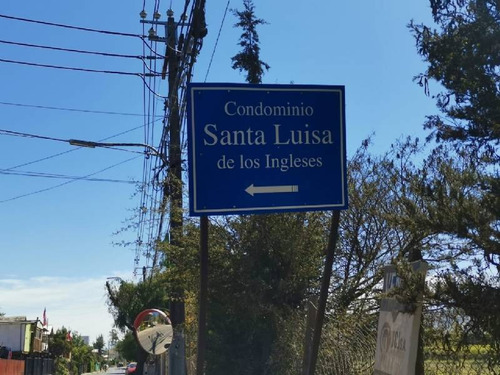 Condominio
Santa Luisa
de los Ingleses